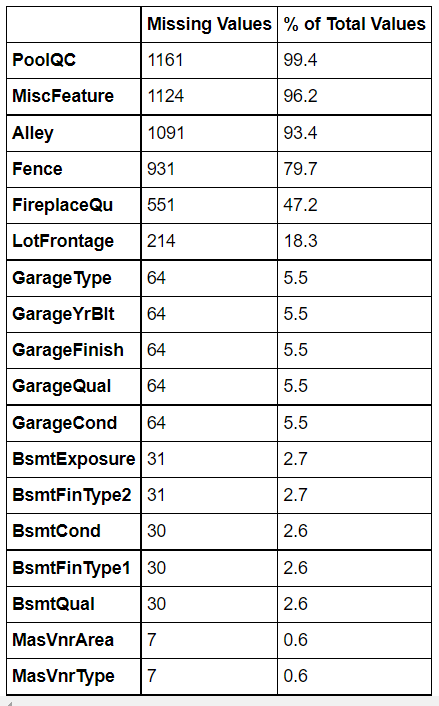 Missing Values % of Total Values
PoolQC 1161 99.4
MiscFeature 1124 96.2
Alley 1091 93.4
Fence 931 79.7
FireplaceQu 551 47.2
LotFrontage 214 18.3
GarageType 64 5.5
GarageYrBlt 64 5.5
GarageFinish 64 5.5
GarageQual 64 5.5
GarageCond 64 5.5
BsmtExposure 31 2.7
BsmtFinType2 31 2.7
BsmtCond 30 2.6
BsmtFinType1 30 2.6
BsmtQual 30 2.6
MasVnrArea 7 0.6
MasVnrType 7 0.6